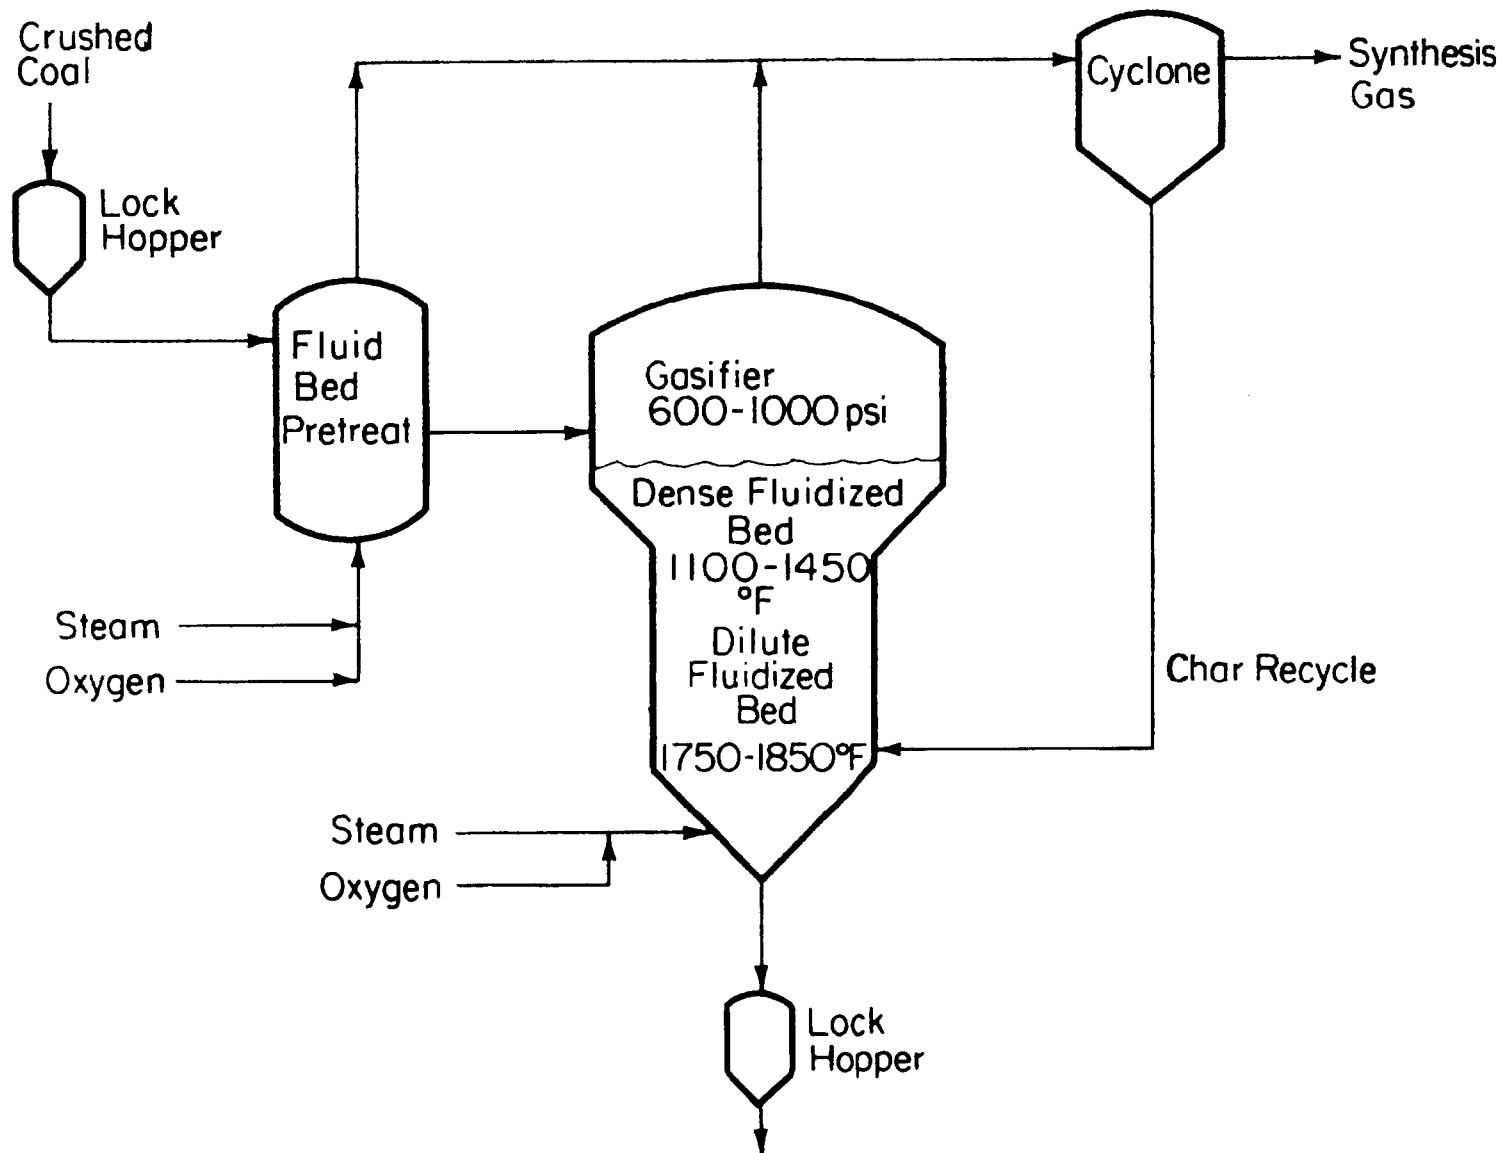 Crushed
Coal
Lock
Hopper
Cyclone
Synthesis
Gas
Fluid
Bed
Pretreat
Gasifier
600-1000 psi
Dense Fluidized
Bed
1100-1450
°F
Dilute
Fluidized
Bed
1750-1850°F
Steam
Oxygen
Char Recycle
Steam
Oxygen
Lock
Hopper